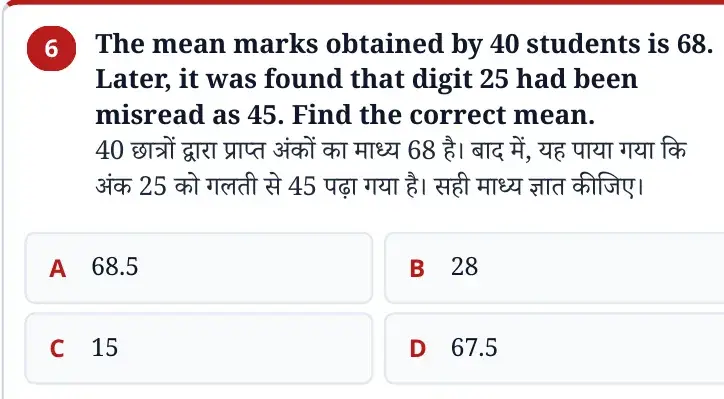 6 The mean marks obtained by 40 students is 68.
Later, it was found that digit 25 had been
misread as 45. Find the correct mean.
40 छात्रों द्वारा प्राप्त अंकों का माध्य 68 है। बाद में, यह पाया गया कि
अंक 25 को गलती से 45 पढ़ा गया है। सही माध्य ज्ञात कीजिए।
A 68.5
B 28
C 15
D 67.5